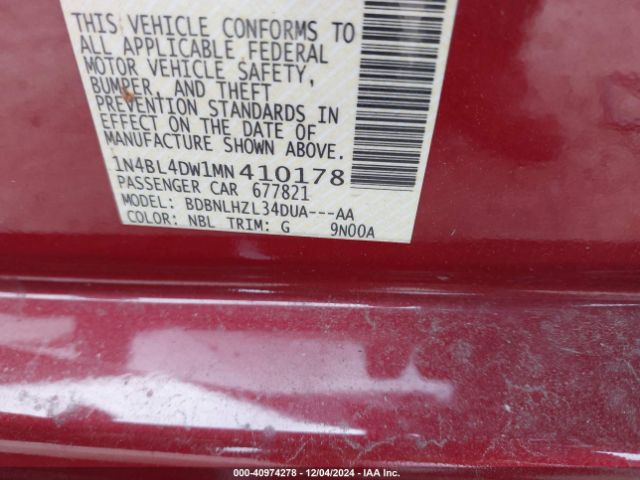 THIS VEHICLE CONFORMS TO
ALL APPLICABLE FEDERAL
MOTOR VEHICLE SAFETY,
BUMPER, AND THEFT
PREVENTION STANDARDS IN
EFFECT ON THE DATE OF
MANUFACTURE SHOWN ABOVE.
1N4BL4DW1MN410178
PASSENGER CAR 677821
MODEL: BDBNLHZL34DUA---AA
COLOR: NBL TRIM: G 9N00A
000-40974278 - 12/04/2024 - IAA Inc.